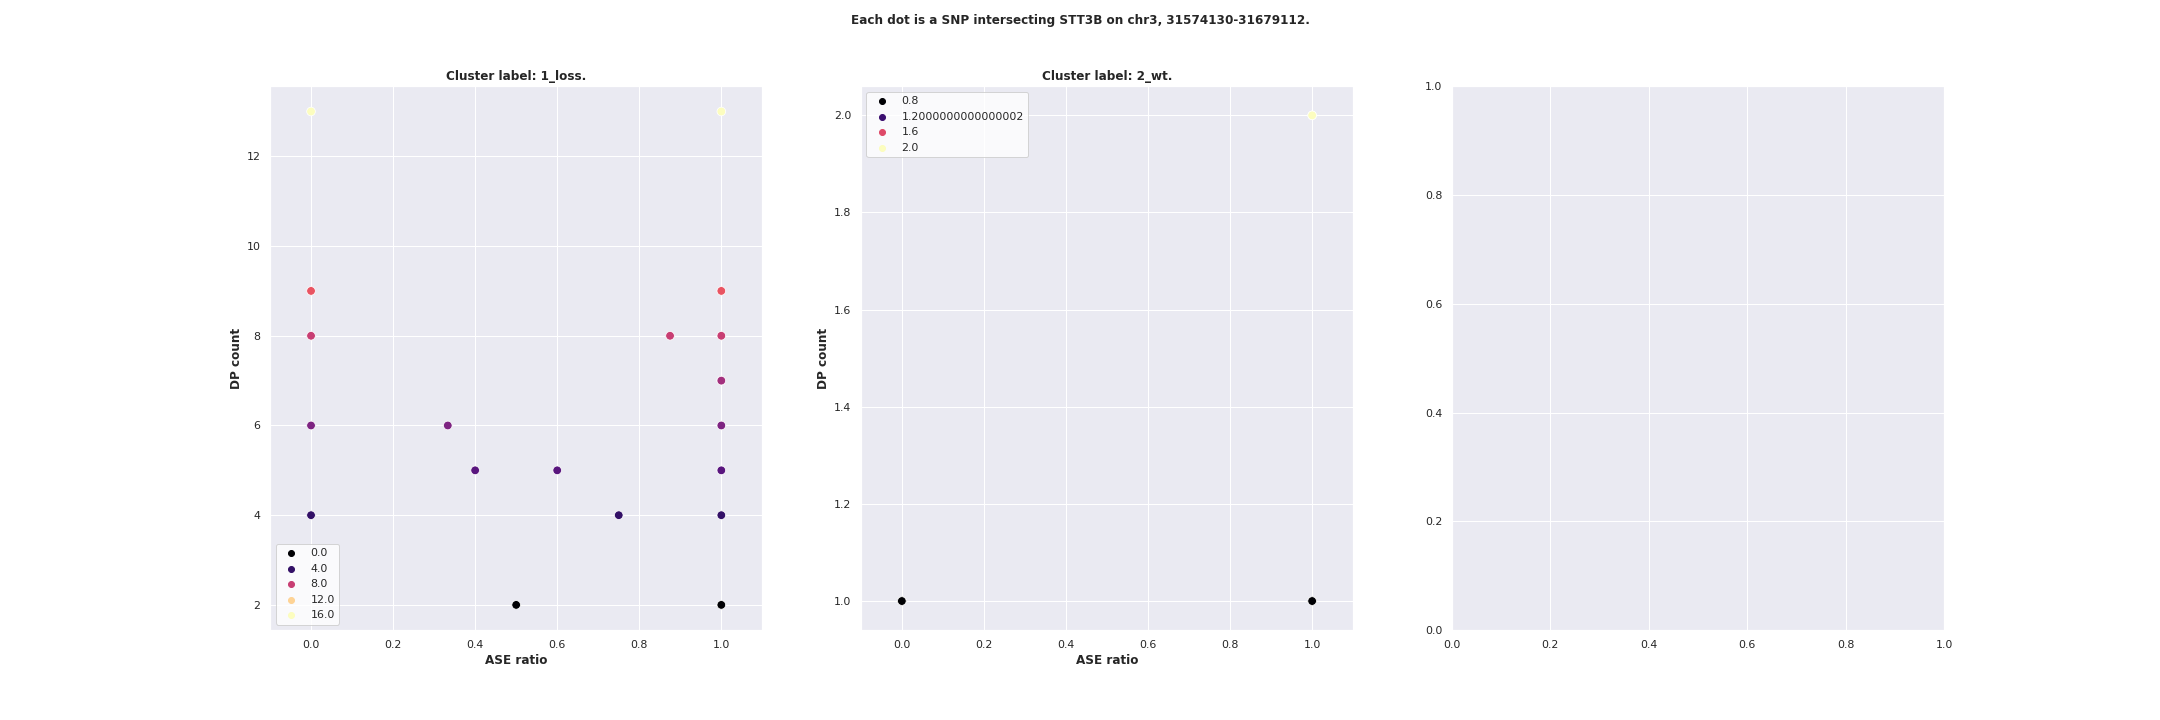 Each dot is a SNP intersecting STT3B on chr3, 31574130-31679112.
Cluster label: 1_loss.
DP count
12
10
8
6
4
2
0.0
4.0
8.0
12.0
16.0
0.0 0.2 0.4 0.6 0.8 1.0
ASE ratio
Cluster label: 2_wt.
0.8
1.2000000000000002
1.6
2.0
DP count
2.0
1.8
1.6
1.4
1.2
1.0
0.0 0.2 0.4 0.6 0.8 1.0
ASE ratio
1.0
0.8
0.6
0.4
0.2
0.0
0.0 0.2 0.4 0.6 0.8 1.0